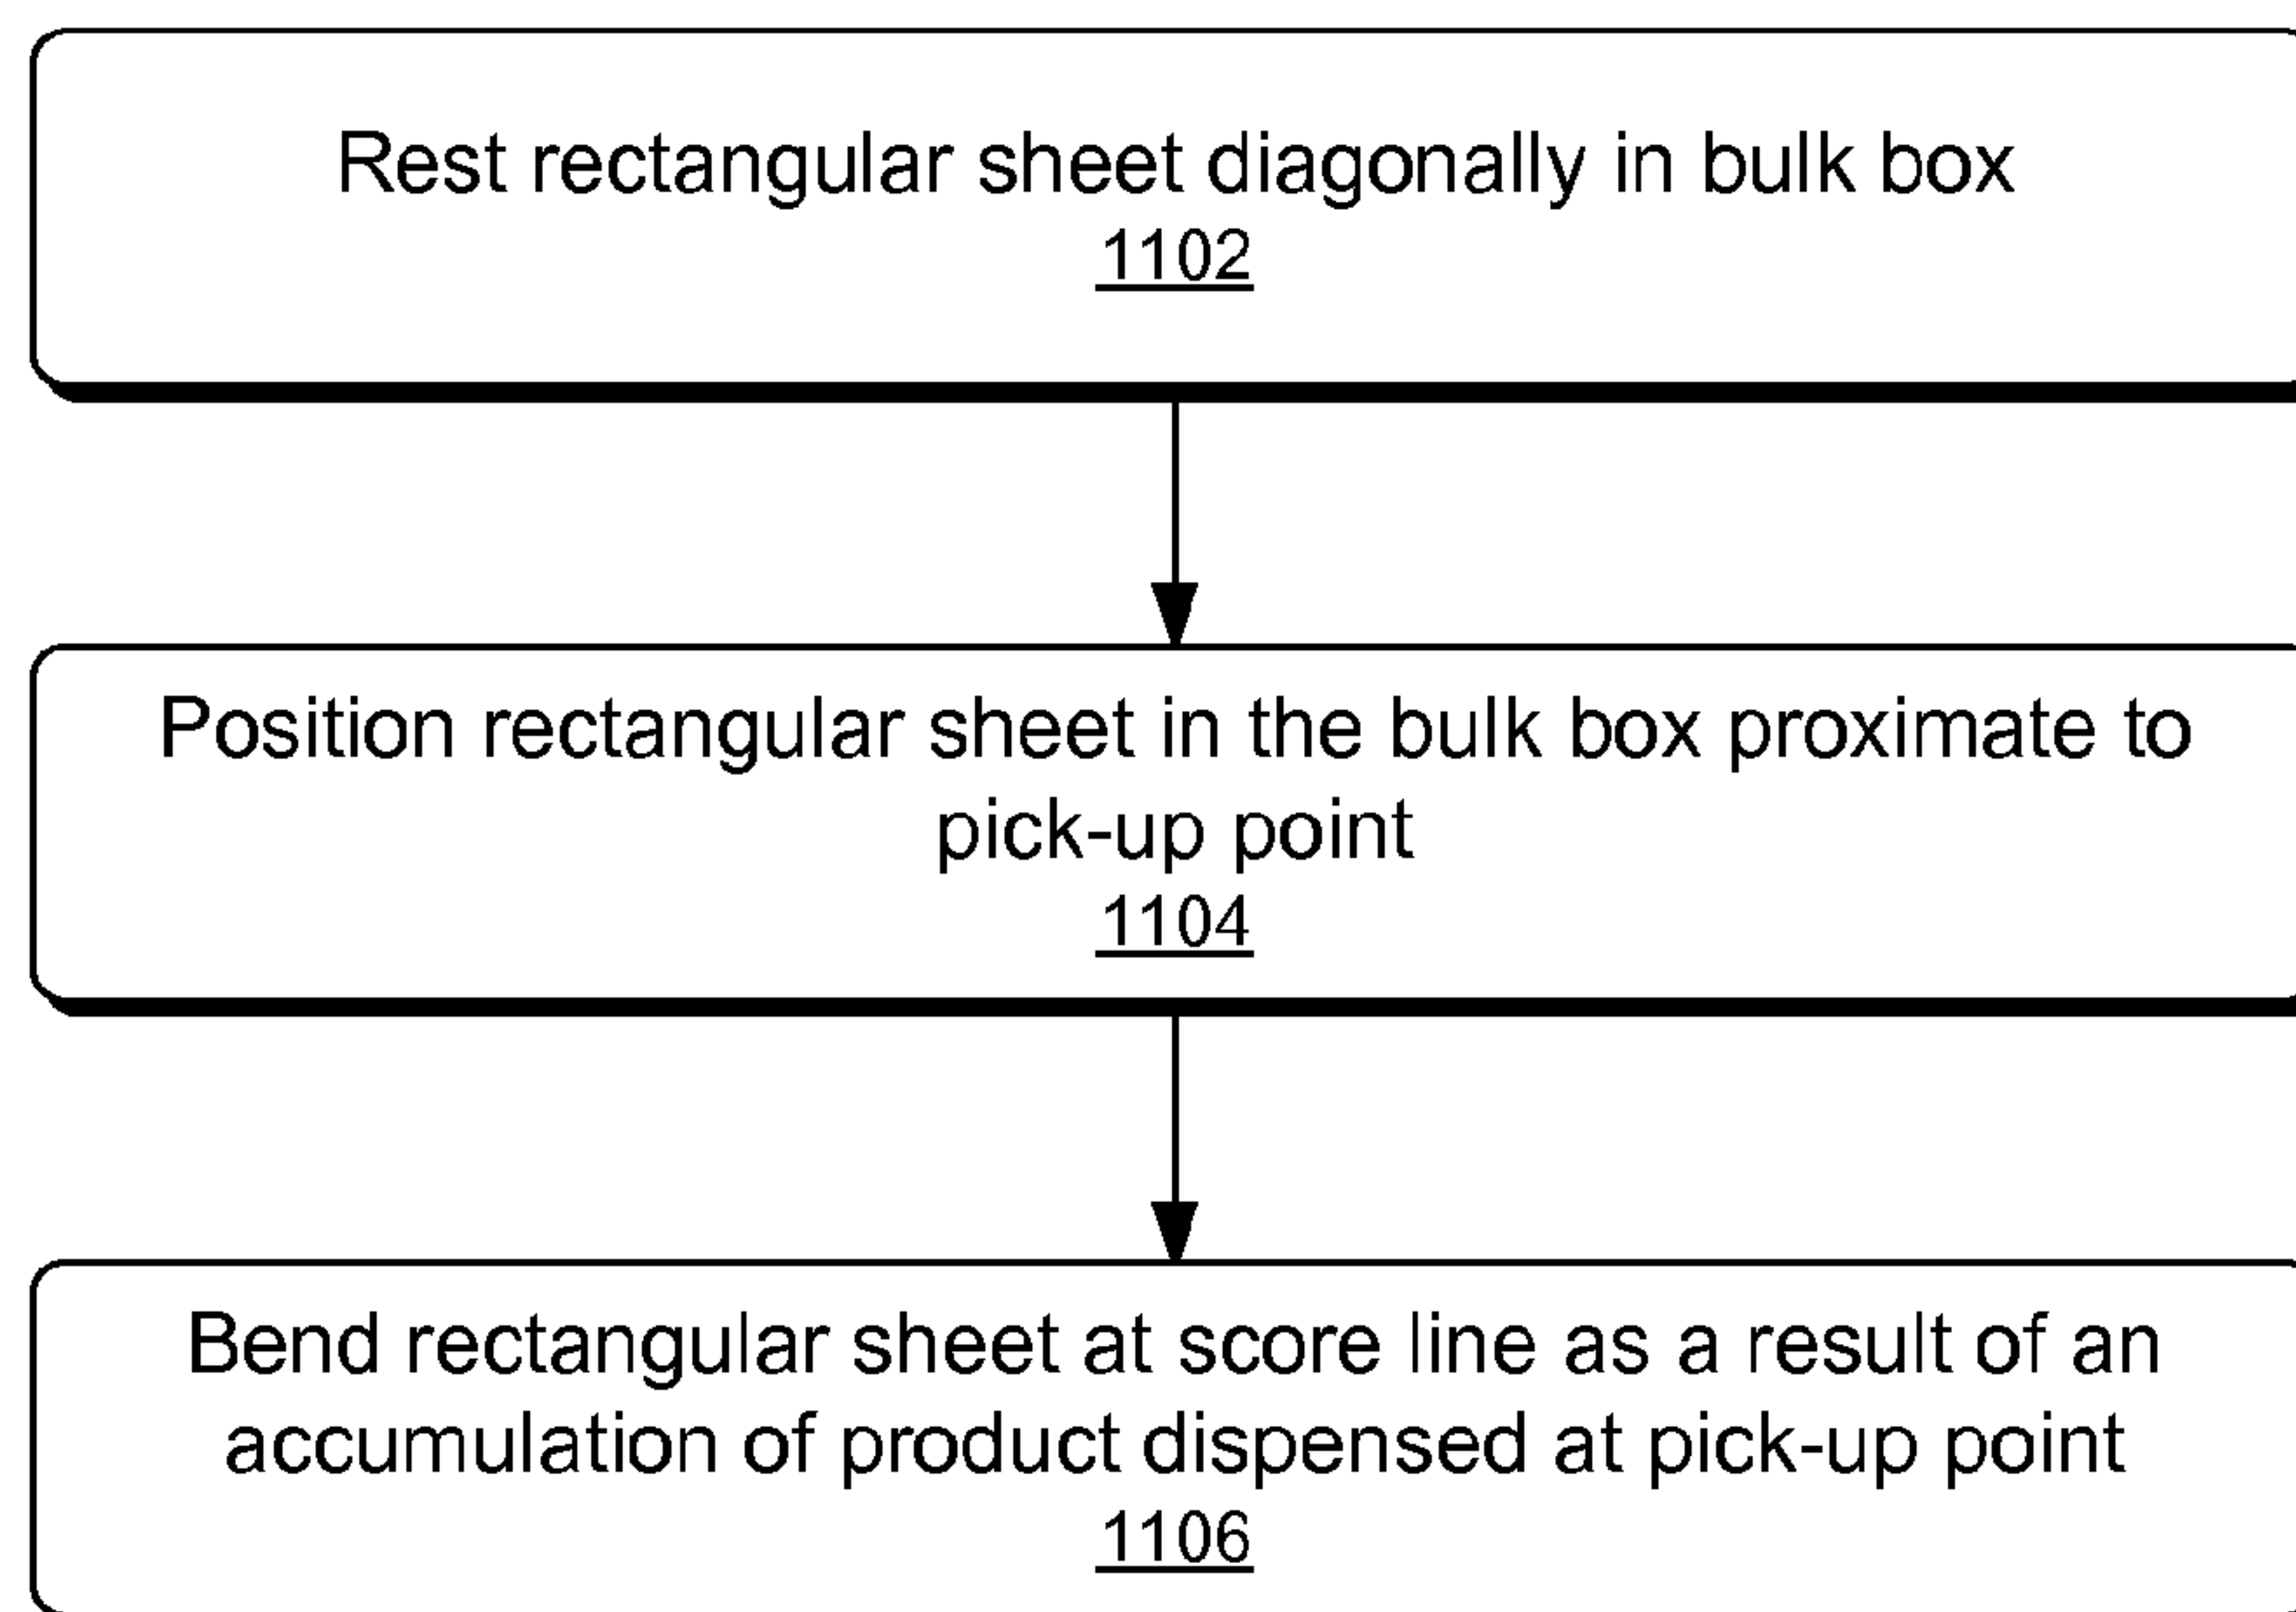 Rest rectangular sheet diagonally in bulk box
1102
Position rectangular sheet in the bulk box proximate to
pick-up point
1104
Bend rectangular sheet at score line as a result of an
accumulation of product dispensed at pick-up point
1106